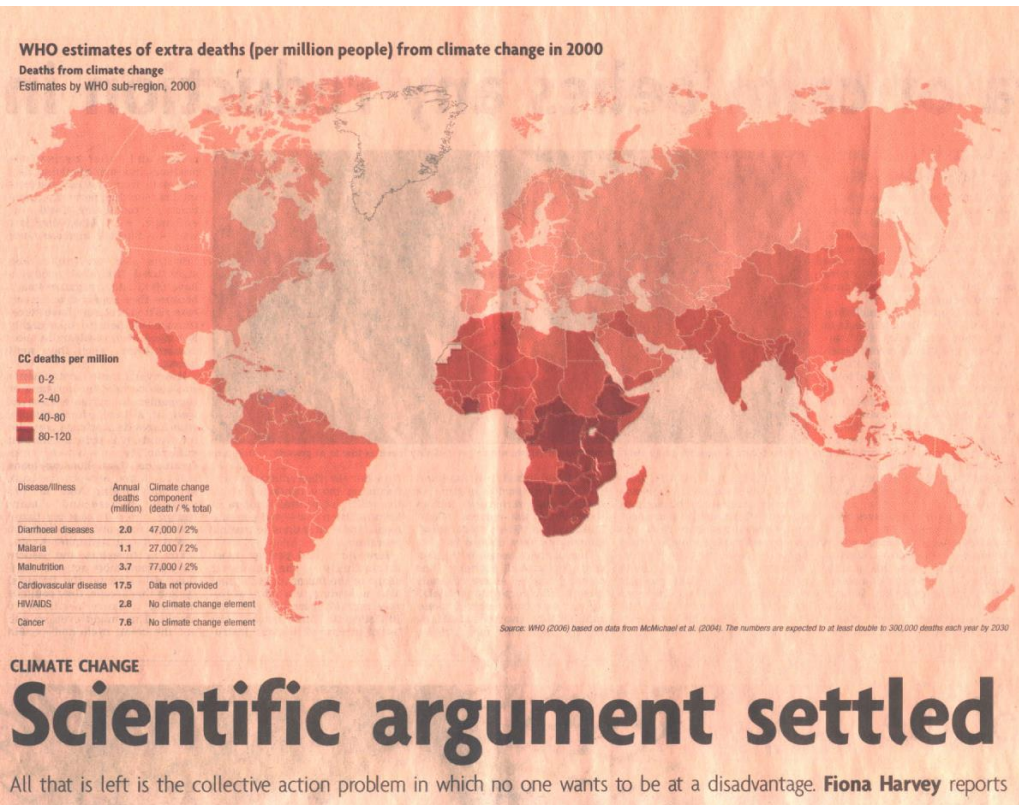 WHO estimates of extra deaths (per million people) from climate change in 2000
Deaths from climate change
Estimates by WHO sub-region, 2000
CC deaths per million
0-2
2-40
40-80
80-120
Disease/Illness Annual deaths (million) Climate change component (death / % total)
Diarrhoeal diseases 2.0 47,000 / 2%
Malaria 1.1 27,000 / 2%
Malnutrition 3.7 77,000 / 2%
Cardiovascular disease 17.5 Data not provided
HIV/AIDS 2.8 No climate change element
Cancer 7.6 No climate change element
Source: WHO (2006) based on data from McMichael et al. (2004). The numbers are expected to at least double to 300,000 deaths each year by 2030
CLIMATE CHANGE
Scientific argument settled
All that is left is the collective action problem in which no one wants to be at a disadvantage. Fiona Harvey reports